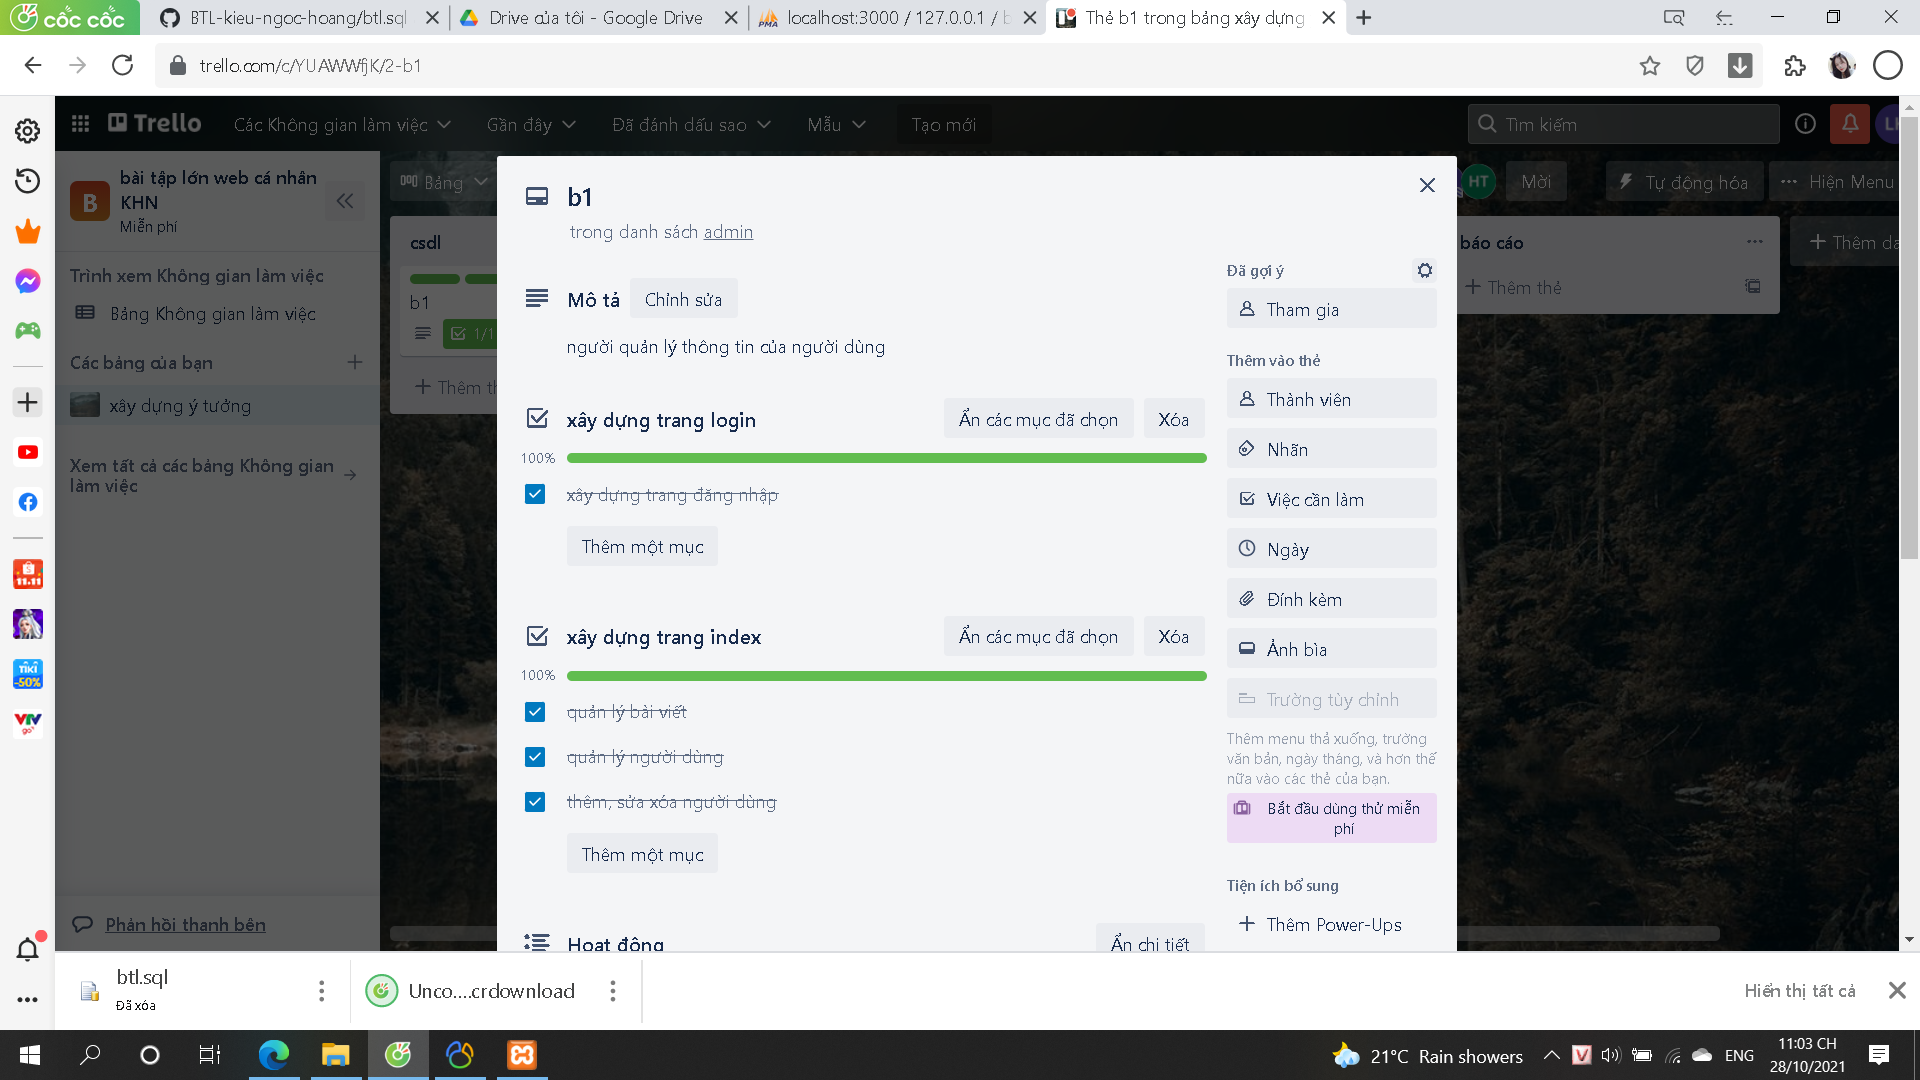 cốc cốc
BTL-kieu-ngoc-hoang/btl.sql
Drive của tôi - Google Drive
localhost:3000 / 127.0.0.1 / b
Thẻ b1 trong bảng xây dựng
trello.com/c/YUAWWfjK/2-b1
Trello
Các Không gian làm việc
Gần đây
Đã đánh dấu sao
Mẫu
Tạo mới
Tìm kiếm
B
bài tập lớn web cá nhân
KHN
Miễn phí
Trình xem Không gian làm việc
Bảng Không gian làm việc
Các bảng của bạn
xây dựng ý tưởng
Xem tất cả các bảng Không gian
làm việc
Phản hồi thanh bên
Bảng
csdl
b1
1/1
Thêm th
HT
Mời
Tự động hóa
Hiện Menu
báo cáo
Thêm thẻ
Thêm da
b1
trong danh sách admin
Mô tả
Chỉnh sửa
người quản lý thông tin của người dùng
xây dựng trang login
Ẩn các mục đã chọn
Xóa
100%
xây dựng trang đăng nhập
Thêm một mục
xây dựng trang index
Ẩn các mục đã chọn
Xóa
100%
quản lý bài viết
quản lý người dùng
thêm, sửa xóa người dùng
Thêm một mục
Hoạt động
Ẩn chi tiết
Đã gợi ý
Tham gia
Thêm vào thẻ
Thành viên
Nhãn
Việc cần làm
Ngày
Đính kèm
Ảnh bìa
Trường tùy chỉnh
Thêm menu thả xuống, trường
văn bản, ngày tháng, và hơn thế
nữa vào các thẻ của bạn.
Bắt đầu dùng thử miễn
phí
Tiện ích bổ sung
Thêm Power-Ups
11.11
TIKI
-50%
VTV
go
btl.sql
Đã xóa
Unco....crdownload
Hiển thị tất cả
21°C Rain showers
ENG
11:03 CH
28/10/2021